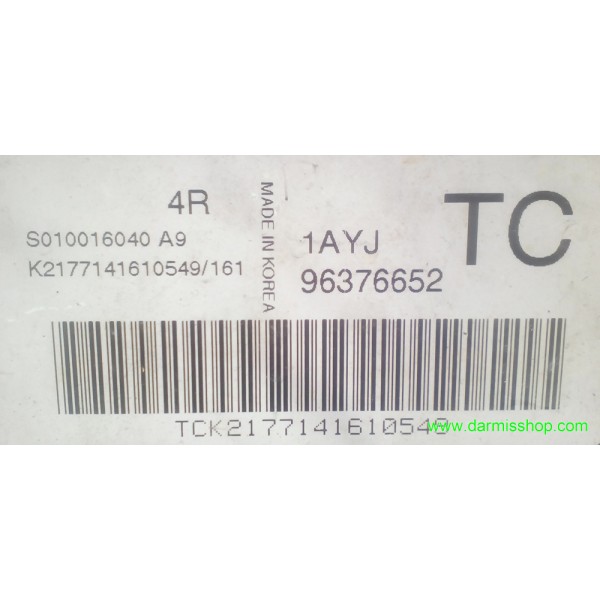 4R
S010016040 A9
K2177141610549/161
MADE IN KOREA
1AYJ
96376652
TC
TCK2177141610549
www.darmisshop.com